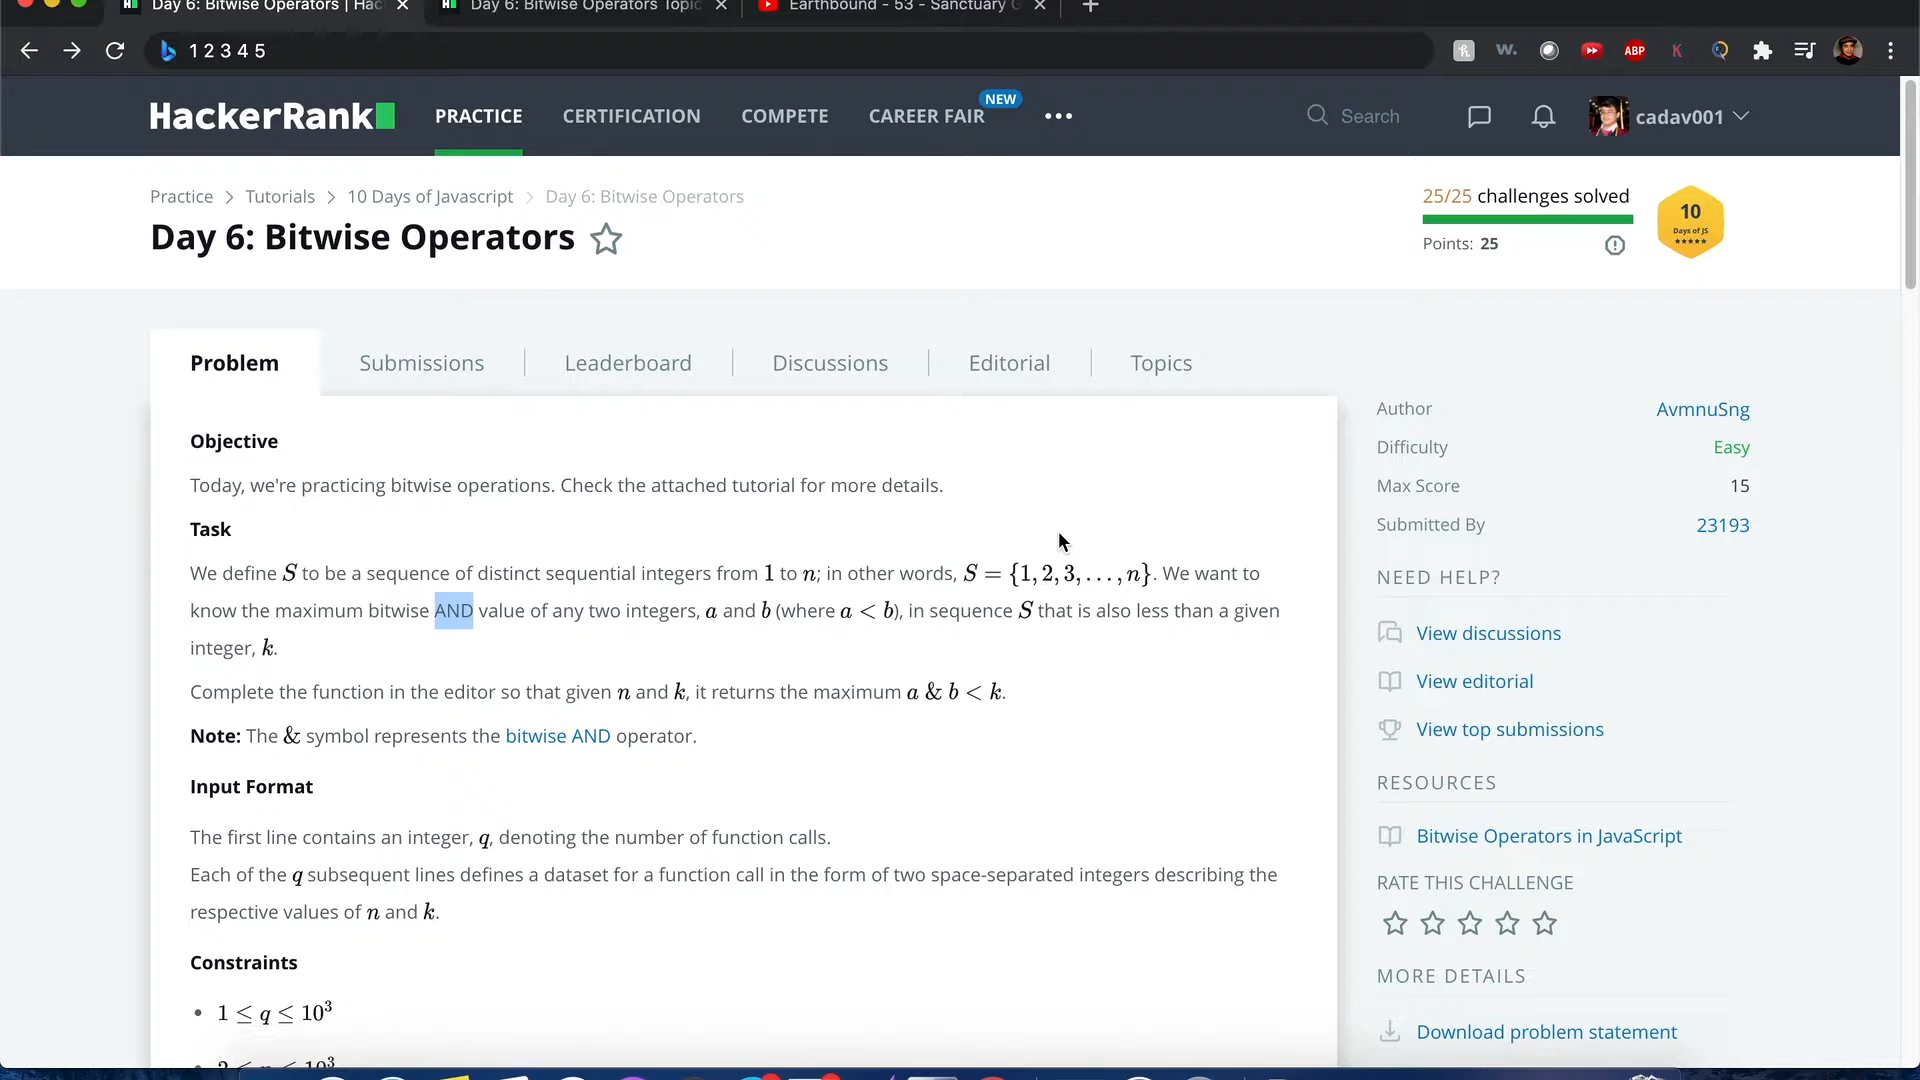 Day 6: Bitwise Operators | Hac
Day 6: Bitwise Operators Topic
Earthbound - 53 - Sanctuary G
1 2 3 4 5
ABP
K
HackerRank
PRACTICE
CERTIFICATION
COMPETE
CAREER FAIR
NEW
Search
cadav001
Practice > Tutorials > 10 Days of Javascript > Day 6: Bitwise Operators
Day 6: Bitwise Operators
25/25 challenges solved
Points: 25
10
Days of JS
Problem
Submissions
Leaderboard
Discussions
Editorial
Topics
Objective
Today, we're practicing bitwise operations. Check the attached tutorial for more details.
Task
We define S to be a sequence of distinct sequential integers from 1 to n; in other words, S = {1, 2, 3, . . . , n}. We want to
know the maximum bitwise AND value of any two integers, a and b (where a < b), in sequence S that is also less than a given
integer, k.
Complete the function in the editor so that given n and k, it returns the maximum a & b < k.
Note: The & symbol represents the bitwise AND operator.
Input Format
The first line contains an integer, q, denoting the number of function calls.
Each of the q subsequent lines defines a dataset for a function call in the form of two space-separated integers describing the
respective values of n and k.
Constraints
• 1 ≤ q ≤ 10³
Author AvmnuSng
Difficulty Easy
Max Score 15
Submitted By 23193
NEED HELP?
View discussions
View editorial
View top submissions
RESOURCES
Bitwise Operators in JavaScript
RATE THIS CHALLENGE
MORE DETAILS
Download problem statement